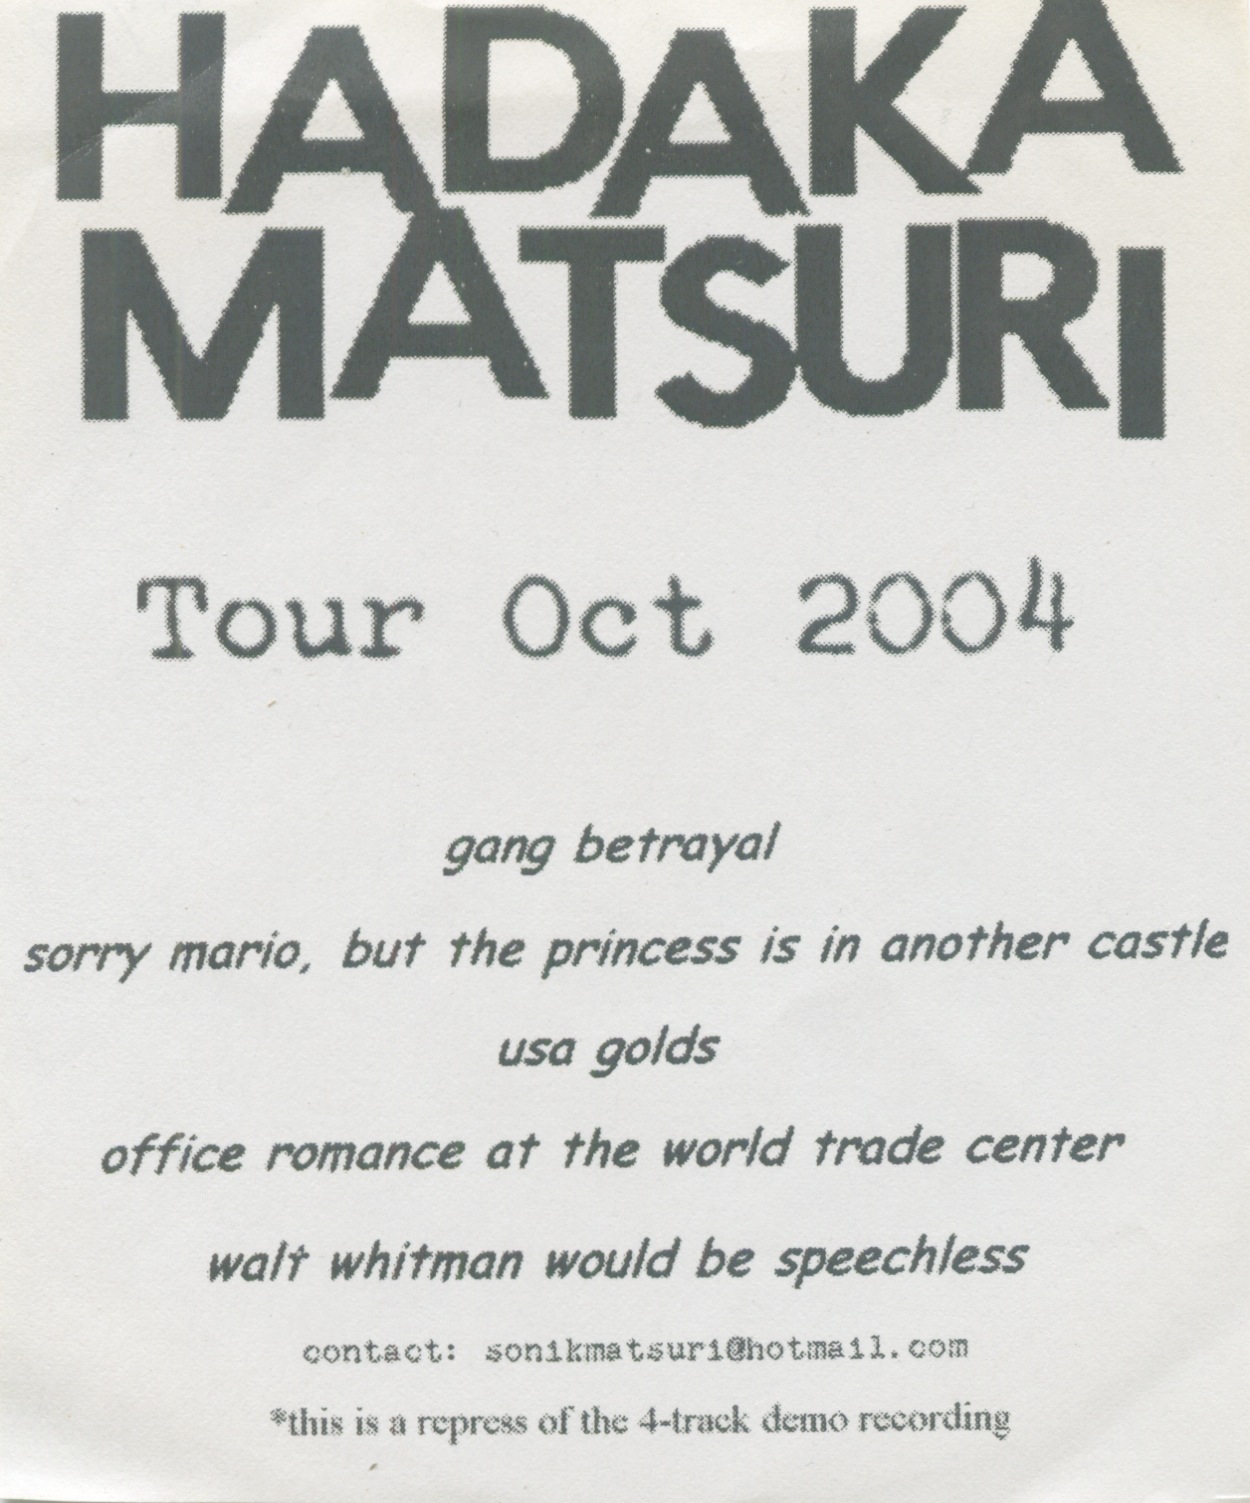 HADAKA
MATSURI
Tour Oct 2004
gang betrayal
sorry mario, but the princess is in another castle
usa golds
office romance at the world trade center
walt whitman would be speechless
contact: sonikmatsuri@hotmail.com
*this is a repress of the 4-track demo recording